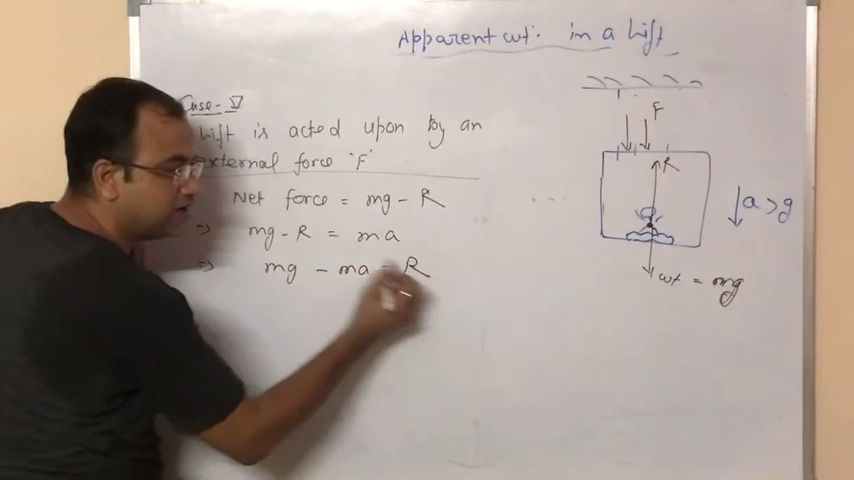 Apparent wt. in a Lift
Case-V
Lift is acted upon by an
external force 'F'
Net force = mg - R
⇒ mg - R = ma
⇒ mg - ma = R
F
R
a > g
wt = mg